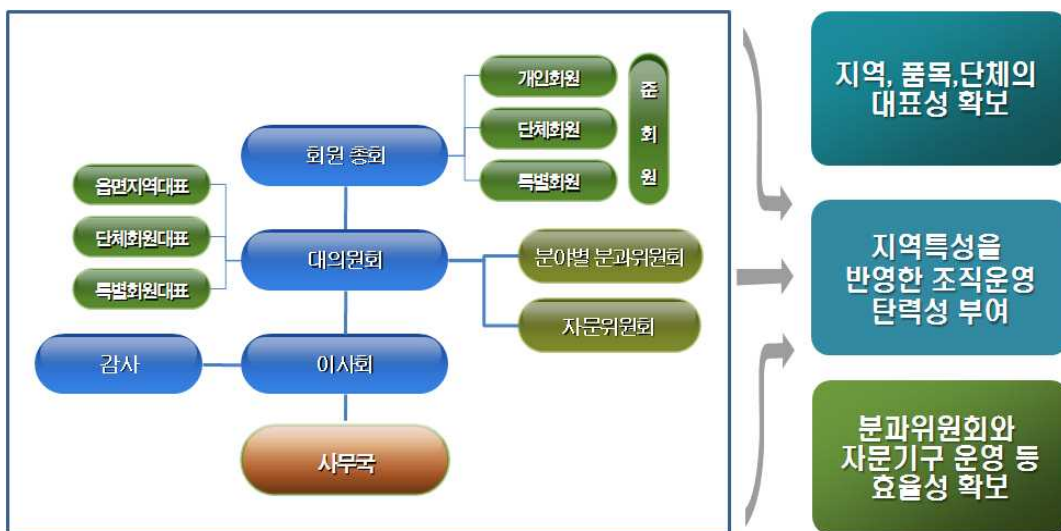 개인회원
단체회원
특별회원
준
회
원
회원 총회
읍면지역대표
단체회원대표
특별회원대표
대의원회
분야별 분과위원회
자문위원회
감사
이사회
사무국
지역, 품목,단체의
대표성 확보
지역특성을
반영한 조직운영
탄력성 부여
분과위원회와
자문기구 운영 등
효율성 확보